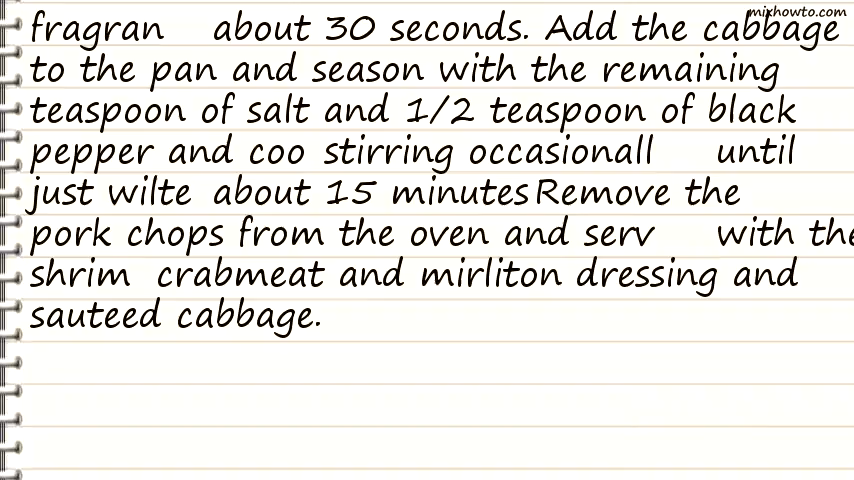 mixhowto.com
fragran about 30 seconds. Add the cabbage
to the pan and season with the remaining
teaspoon of salt and 1/2 teaspoon of black
pepper and coo stirring occasionall until
just wilte about 15 minutes Remove the
pork chops from the oven and serv with the
shrim crabmeat and mirliton dressing and
sauteed cabbage.